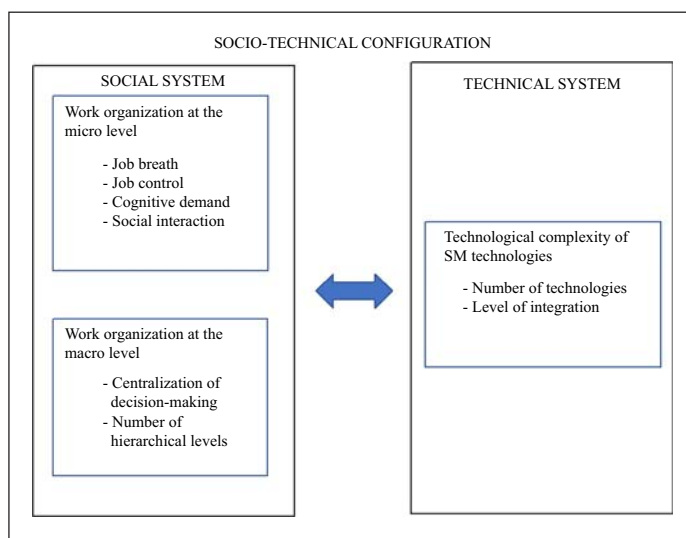 SOCIO-TECHNICAL CONFIGURATION
SOCIAL SYSTEM
Work organization at the
micro level
- Job breath
- Job control
- Cognitive demand
- Social interaction
Work organization at the
macro level
- Centralization of
decision-making
- Number of
hierarchical levels
TECHNICAL SYSTEM
Technological complexity of
SM technologies
- Number of technologies
- Level of integration